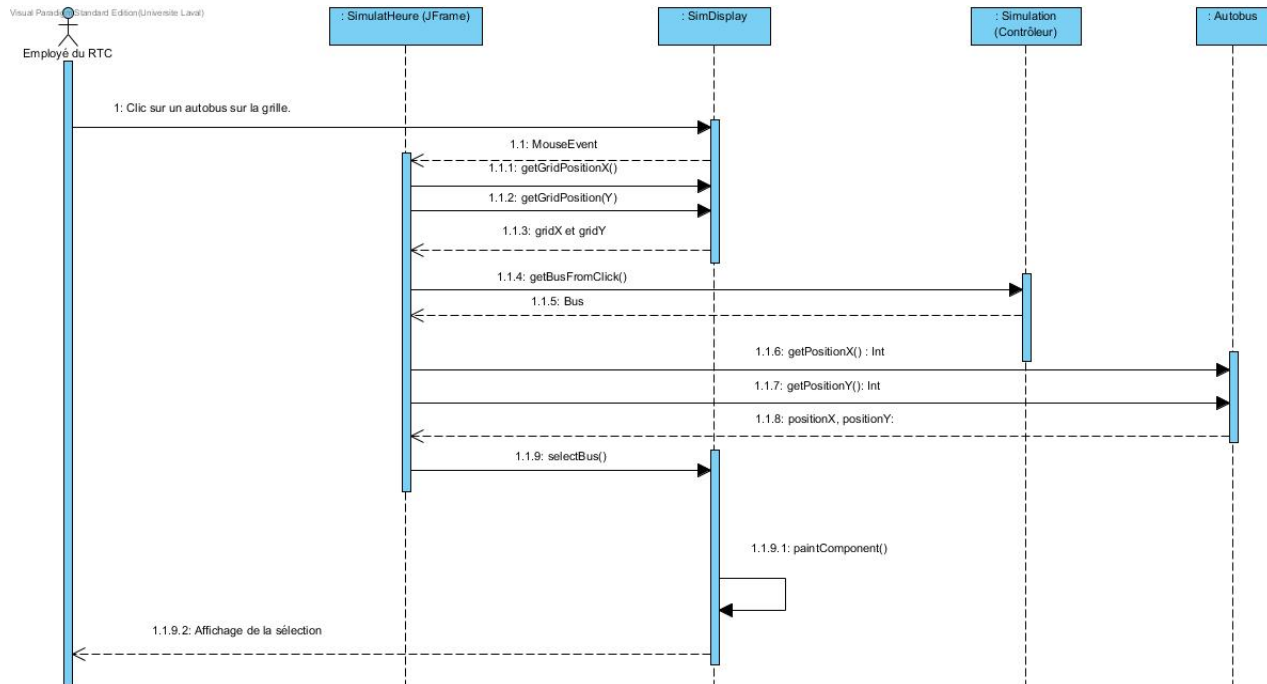 Visual Paradigm Standard Edition(Universite Laval)
: SimulatHeure (JFrame)
: SimDisplay
: Simulation
(Contrôleur)
: Autobus
Employé du RTC
1: Clic sur un autobus sur la grille.
1.1: MouseEvent
1.1.1: getGridPositionX()
1.1.2: getGridPosition(Y)
1.1.3: gridX et gridY
1.1.4: getBusFromClick()
1.1.5: Bus
1.1.6: getPositionX() : Int
1.1.7: getPositionY(): Int
1.1.8: positionX, positionY:
1.1.9: selectBus()
1.1.9.1: paintComponent()
1.1.9.2: Affichage de la sélection